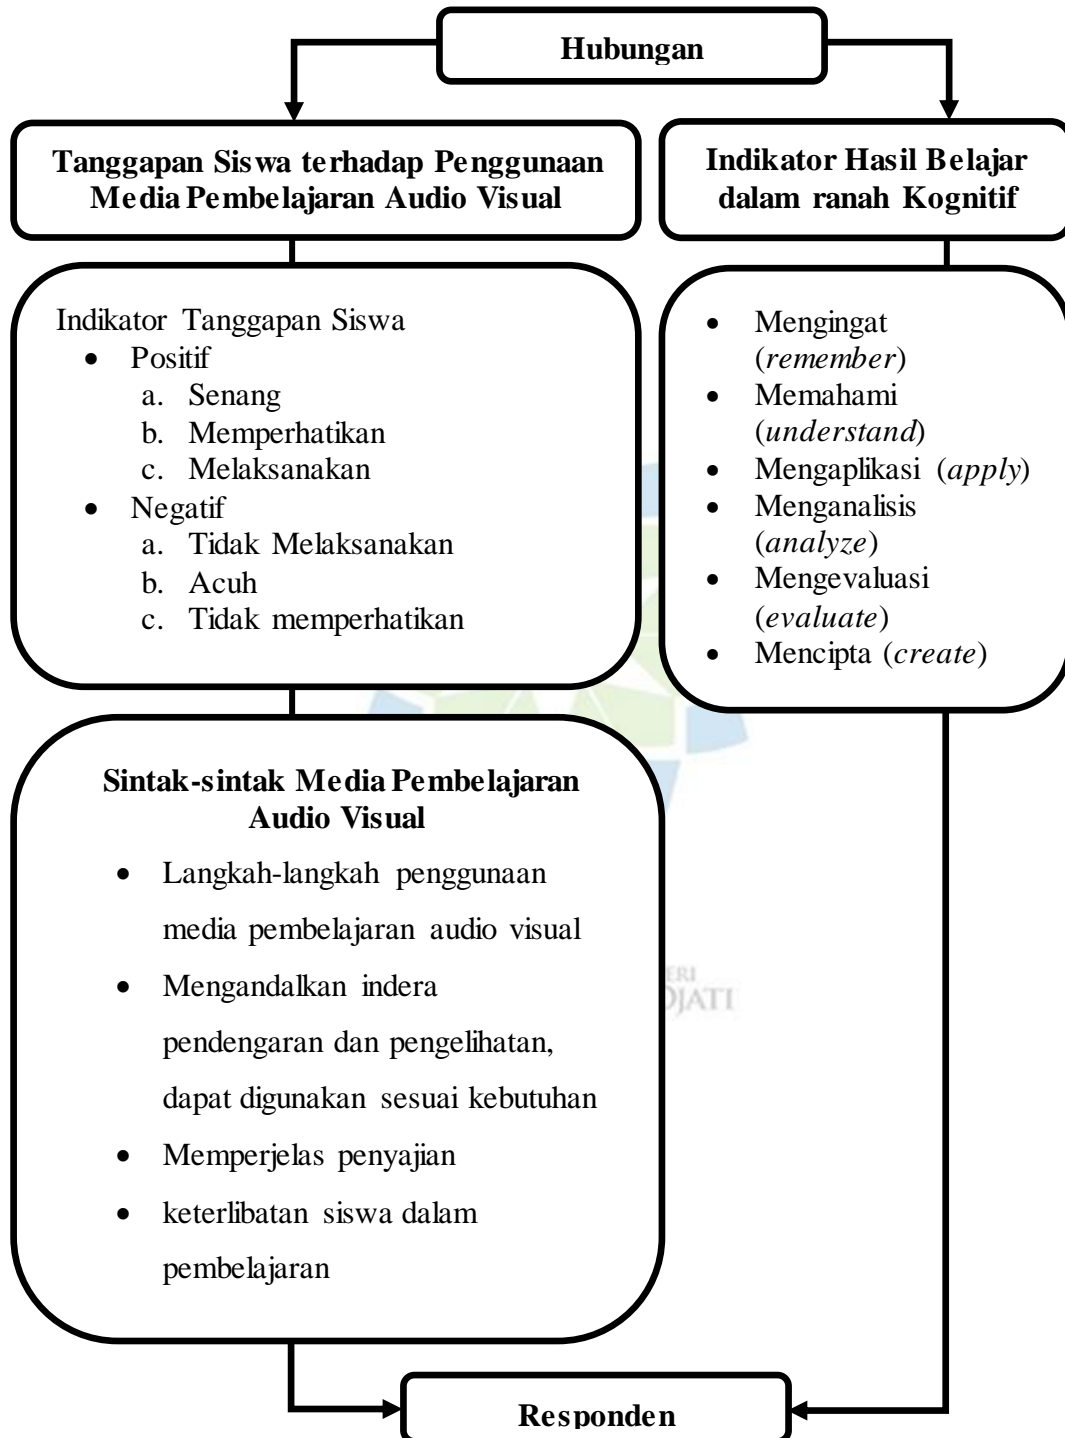 Hubungan
Tanggapan Siswa terhadap Penggunaan
Media Pembelajaran Audio Visual
Indikator Hasil Belajar
dalam ranah Kognitif
Indikator Tanggapan Siswa
• Positif
a. Senang
b. Memperhatikan
c. Melaksanakan
• Negatif
a. Tidak Melaksanakan
b. Acuh
c. Tidak memperhatikan
• Mengingat
(remember)
• Memahami
(understand)
• Mengaplikasi (apply)
• Menganalisis
(analyze)
• Mengevaluasi
(evaluate)
• Mencipta (create)
Sintak-sintak Media Pembelajaran
Audio Visual
• Langkah-langkah penggunaan
media pembelajaran audio visual
• Mengandalkan indera
pendengaran dan pengelihatan,
dapat digunakan sesuai kebutuhan
• Memperjelas penyajian
• keterlibatan siswa dalam
pembelajaran
ERI
DJATI
Responden